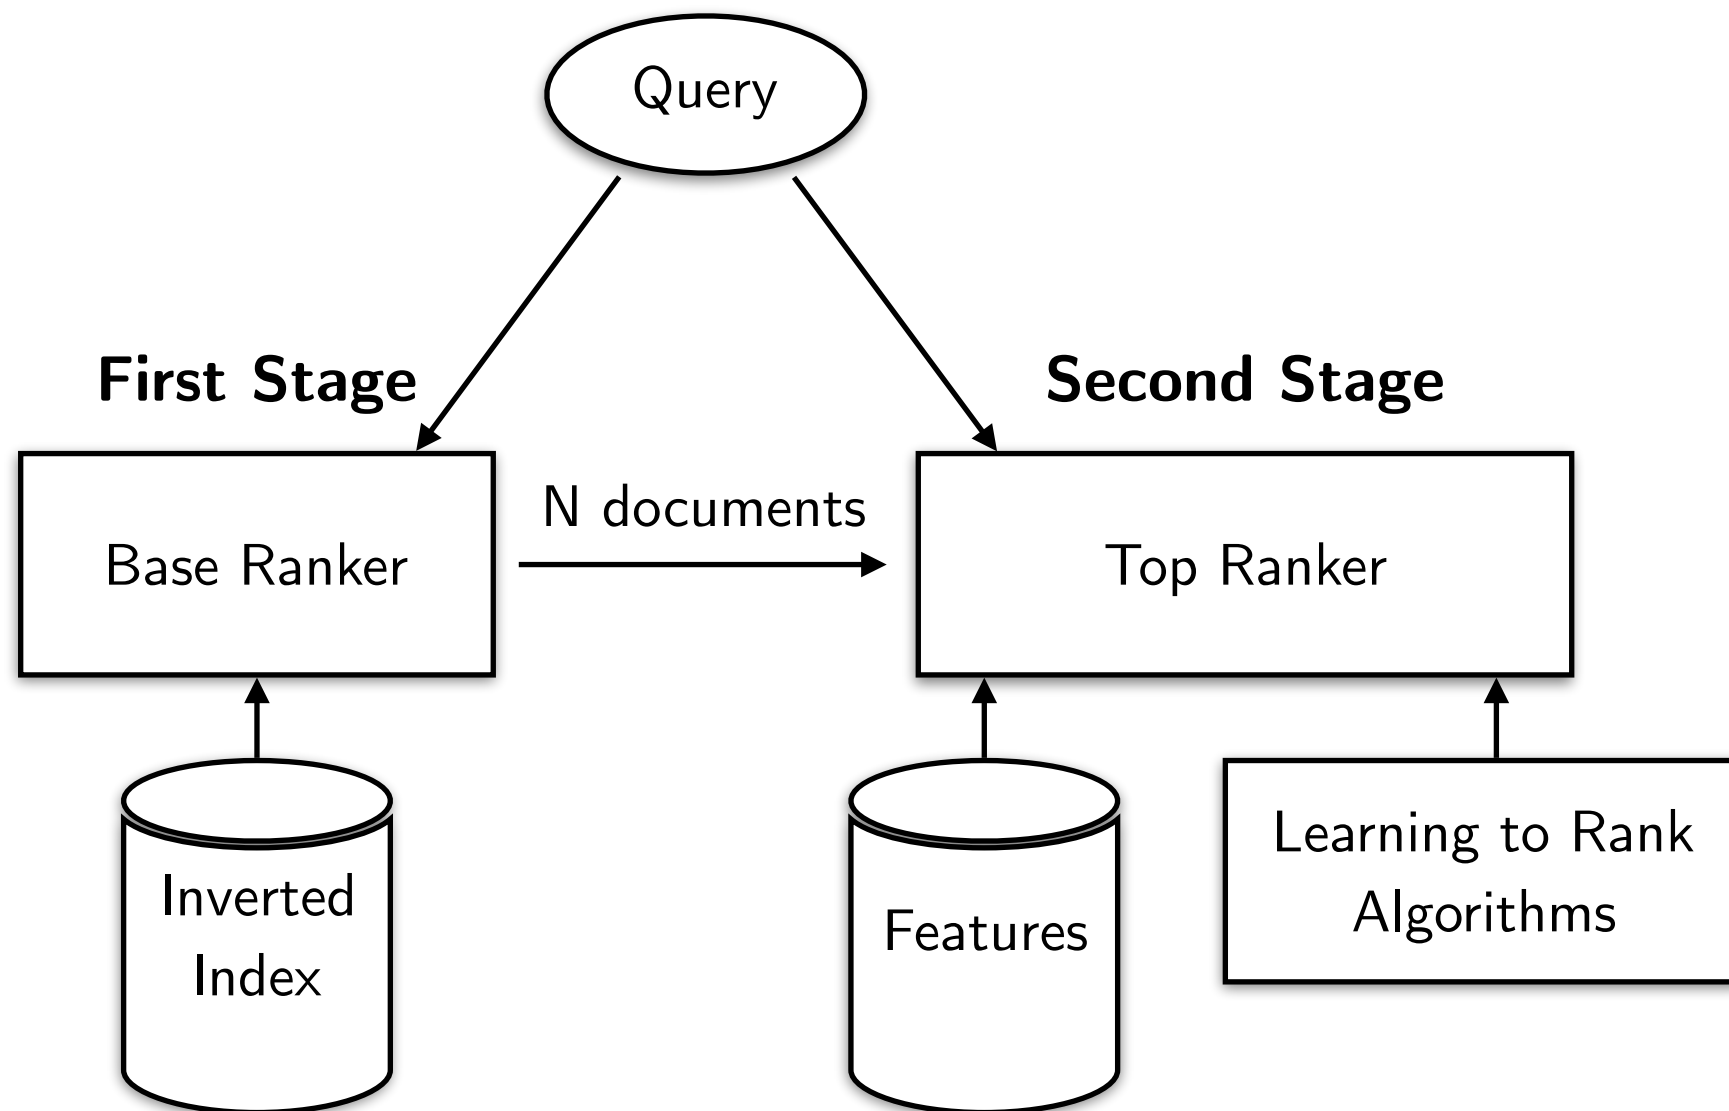 Query
First Stage
Second Stage
N documents
Base Ranker
Top Ranker
Inverted
Index
Features
Learning to Rank
Algorithms